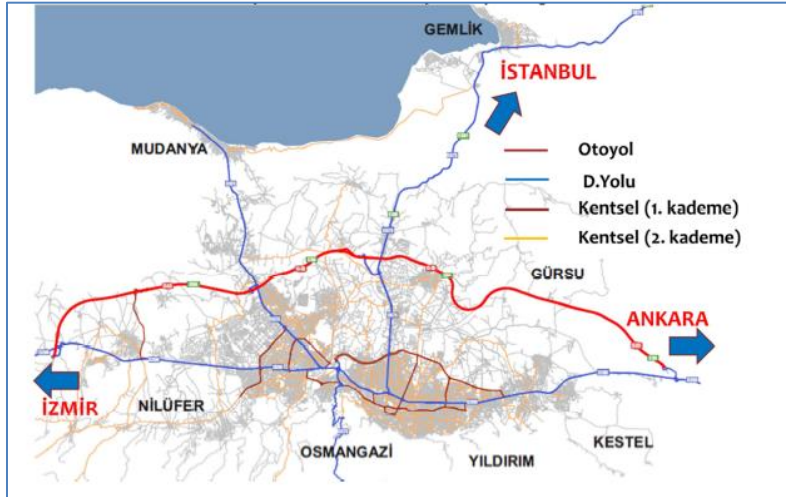 GEMLİK
İSTANBUL
MUDANYA
Otoyol
D.Yolu
Kentsel (1. kademe)
Kentsel (2. kademe)
GÜRSU
ANKARA
İZMİR
NİLÜFER
OSMANGAZİ
YILDIRIM
KESTEL